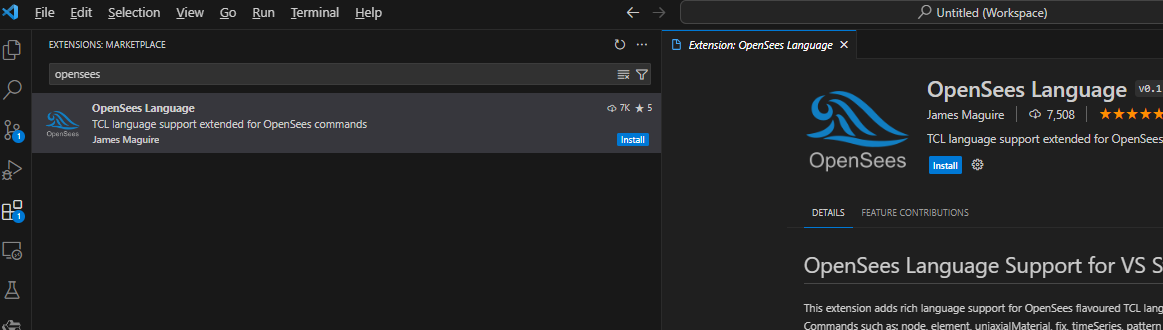 File Edit Selection View Go Run Terminal Help
Untitled (Workspace)
EXTENSIONS: MARKETPLACE
opensees
OpenSees Language 7K ★ 5
TCL language support extended for OpenSees commands
James Maguire Install
OpenSees
1
1
Extension: OpenSees Language
OpenSees Language v0.1
James Maguire 7,508 ★★★★★
TCL language support extended for OpenSees
Install
OpenSees
DETAILS FEATURE CONTRIBUTIONS
OpenSees Language Support for VS S
This extension adds rich language support for OpenSees flavoured TCL lang
Commands such as: node, element, uniaxialMaterial, fix, timeSeries, pattern